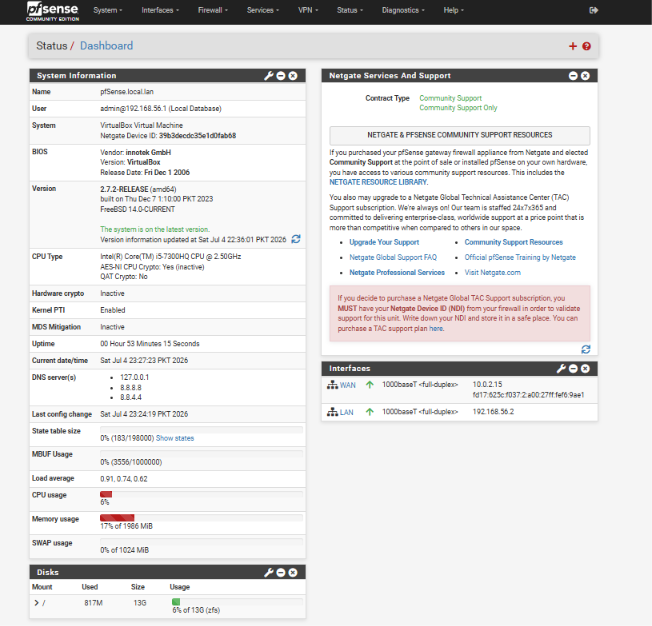 pfsense
COMMUNITY EDITION
System
Interfaces
Firewall
Services
VPN
Status
Diagnostics
Help
Status / Dashboard
System Information
Name pfSense.local.lan
User admin@192.168.56.1 (Local Database)
System VirtualBox Virtual Machine
Netgate Device ID: 39b3decdc35e1d0fab68
BIOS Vendor: innotek GmbH
Version: VirtualBox
Release Date: Fri Dec 1 2006
Version 2.7.2-RELEASE (amd64)
built on Thu Dec 7 1:10:00 PKT 2023
FreeBSD 14.0-CURRENT
The system is on the latest version.
Version information updated at Sat Jul 4 22:36:01 PKT 2026
CPU Type Intel(R) Core(TM) i5-7300HQ CPU @ 2.50GHz
AES-NI CPU Crypto: Yes (inactive)
QAT Crypto: No
Hardware crypto Inactive
Kernel PTI Enabled
MDS Mitigation Inactive
Uptime 00 Hour 53 Minutes 15 Seconds
Current date/time Sat Jul 4 23:27:23 PKT 2026
DNS server(s)
127.0.0.1
8.8.8.8
8.8.4.4
Last config change Sat Jul 4 23:24:19 PKT 2026
State table size
0% (183/198000) Show states
MBUF Usage
0% (3556/1000000)
Load average 0.91, 0.74, 0.62
CPU usage
6%
Memory usage
17% of 1986 MiB
SWAP usage
0% of 1024 MiB
Disks
Mount Used Size Usage
/ 817M 13G
6% of 13G (zfs)
Netgate Services And Support
Contract Type Community Support
Community Support Only
NETGATE & PFSENSE COMMUNITY SUPPORT RESOURCES
If you purchased your pfSense gateway firewall appliance from Netgate and elected
Community Support at the point of sale or installed pfSense on your own hardware,
you have access to various community support resources. This includes the
NETGATE RESOURCE LIBRARY.
You also may upgrade to a Netgate Global Technical Assistance Center (TAC)
Support subscription. We're always on! Our team is staffed 24x7x365 and
committed to delivering enterprise-class, worldwide support at a price point that is
more than competitive when compared to others in our space.
Upgrade Your Support
Community Support Resources
Netgate Global Support FAQ
Official pfSense Training by Netgate
Netgate Professional Services
Visit Netgate.com
If you decide to purchase a Netgate Global TAC Support subscription, you
MUST have your Netgate Device ID (NDI) from your firewall in order to validate
support for this unit. Write down your NDI and store it in a safe place. You can
purchase a TAC support plan here.
Interfaces
WAN 1000baseT <full-duplex> 10.0.2.15
fd17:625c:f037:2:a00:27ff:fef6:9ae1
LAN 1000baseT <full-duplex> 192.168.56.2